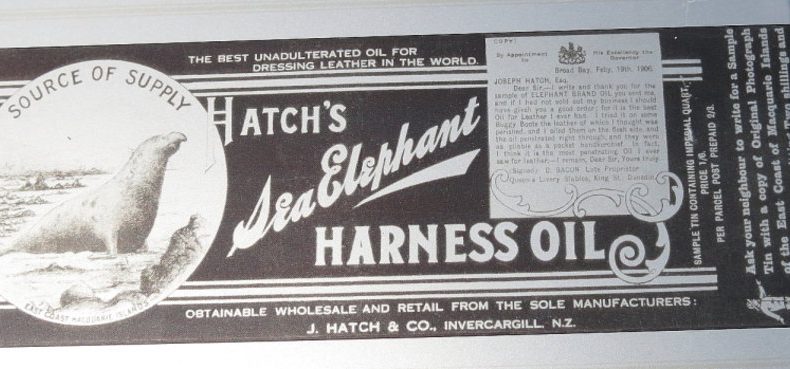 SOURCE OF SUPPLY
EAST COAST MACQUARIE ISLANDS
THE BEST UNADULTERATED OIL FOR
DRESSING LEATHER IN THE WORLD.
HATCH'S
Sea Elephant
HARNESS OIL
OBTAINABLE WHOLESALE AND RETAIL FROM THE SOLE MANUFACTURERS:
J. HATCH & CO., INVERCARGILL, N.Z.
COPY)
By Appointment
to
His Excellency the
Governor
Broad Bay, Feby. 19th, 1906.
JOSEPH HATCH, Esq.
Dear Sir,—I write and thank you for the
sample of ELEPHANT BRAND OIL you send me,
and if I had not sold out my business I should
have given you a good order; for it is the best
Oil for Leather I ever had. I tried it on some
Buggy Boots the leather of which I thought was
perished, and I oiled them on the flesh side, and
the oil penetrated right through; and they were
as pliable as a pocket handkerchief. In fact,
I think it is the most penetrating Oil I ever
saw for leather.—I remain, Dear Sir, Yours truly
Signed) D. BACON Late Proprietor
Queen's Livery Stables, King St., Dunedin
SAMPLE TIN CONTAINING IMPERIAL QUART,
PRICE 1/6.
PER PARCEL POST PREPAID 2/3.
Ask your neighbour to write for a Sample
Tin with a copy of Original Photograph
of the East Coast of Macquarie Islands
Two shillings and